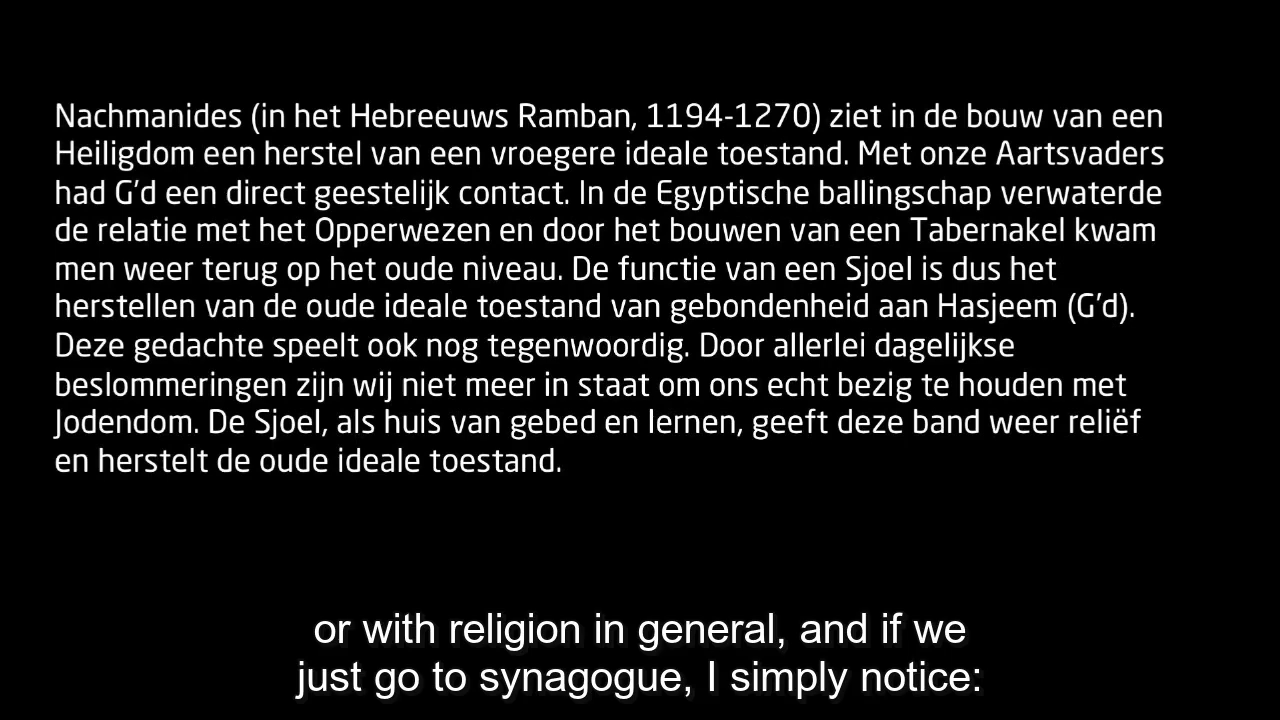 Nachmanides (in het Hebreeuws Ramban, 1194-1270) ziet in de bouw van een
Heiligdom een herstel van een vroegere ideale toestand. Met onze Aartsvaders
had G'd een direct geestelijk contact. In de Egyptische ballingschap verwaterde
de relatie met het Opperwezen en door het bouwen van een Tabernakel kwam
men weer terug op het oude niveau. De functie van een Sjoel is dus het
herstellen van de oude ideale toestand van gebondenheid aan Hasjeem (G'd).
Deze gedachte speelt ook nog tegenwoordig. Door allerlei dagelijkse
beslommeringen zijn wij niet meer in staat om ons echt bezig te houden met
Jodendom. De Sjoel, als huis van gebed en lernen, geeft deze band weer reliëf
en herstelt de oude ideale toestand.
or with religion in general, and if we
just go to synagogue, I simply notice: